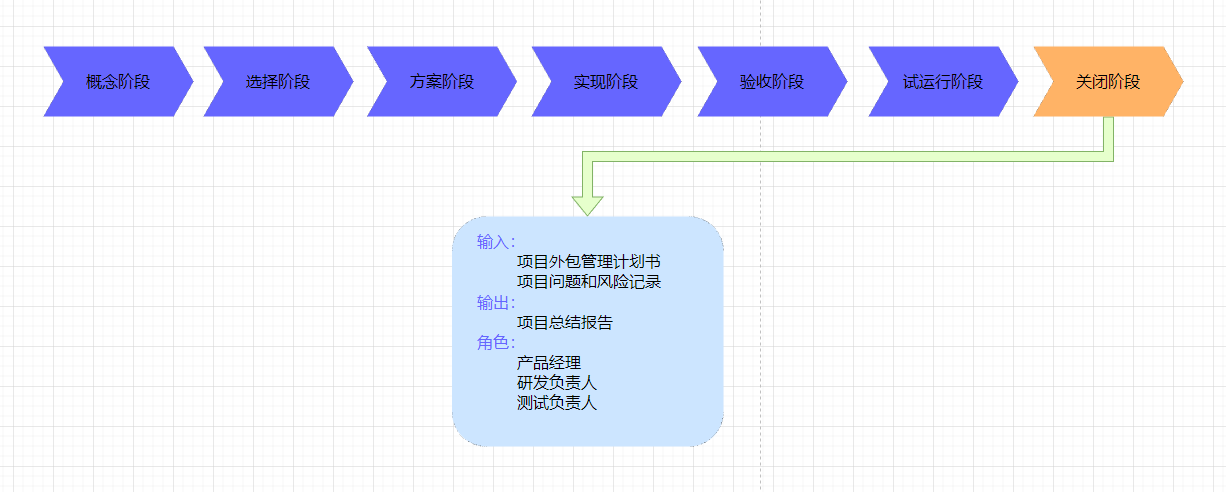 概念阶段
选择阶段
方案阶段
实现阶段
验收阶段
试运行阶段
关闭阶段
输入：
项目外包管理计划书
项目问题和风险记录
输出：
项目总结报告
角色：
产品经理
研发负责人
测试负责人